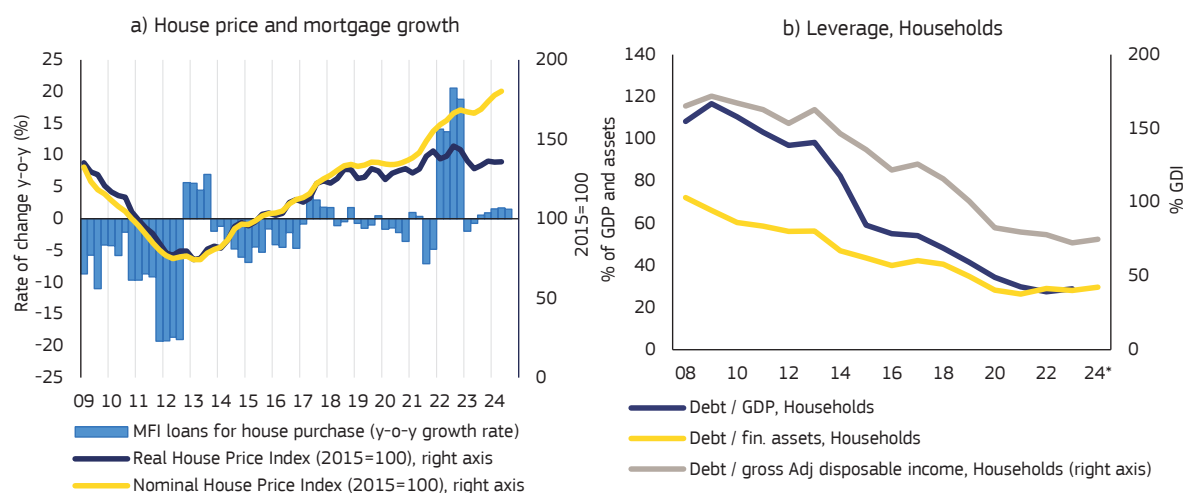 a) House price and mortgage growth
Rate of change y-o-y (%)
25
20
15
10
5
0
-5
-10
-15
-20
-25
200
150
100
50
0
2015=100
09 10 11 12 13 14 15 16 17 18 19 20 21 22 23 24
MFI loans for house purchase (y-o-y growth rate)
Real House Price Index (2015=100), right axis
Nominal House Price Index (2015=100), right axis
b) Leverage, Households
% of GDP and assets
140
120
100
80
60
40
20
0
200
150
100
50
0
% GDI
08 10 12 14 16 18 20 22 24*
Debt / GDP, Households
Debt / fin. assets, Households
Debt / gross Adj disposable income, Households (right axis)